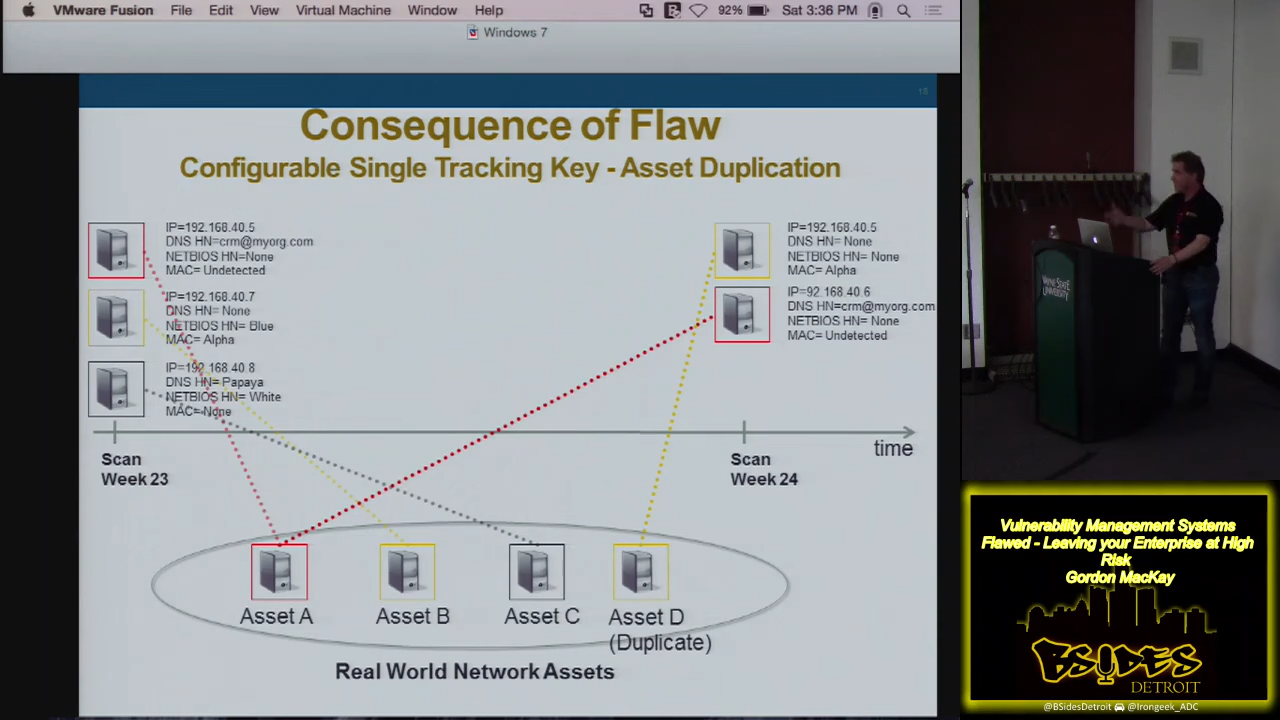 VMware Fusion File Edit View Virtual Machine Window Help 92% Sat 3:36 PM
Windows 7
15
Consequence of Flaw
Configurable Single Tracking Key - Asset Duplication
IP=192.168.40.5
DNS HN=crm@myorg.com
NETBIOS HN=None
MAC= Undetected
IP=192.168.40.7
DNS HN= None
NETBIOS HN= Blue
MAC= Alpha
IP=192.168.40.8
DNS HN= Papaya
NETBIOS HN= White
MAC= None
IP=192.168.40.5
DNS HN= None
NETBIOS HN= None
MAC= Alpha
IP=92.168.40.6
DNS HN=crm@myorg.com
NETBIOS HN= None
MAC= Undetected
time
Scan
Week 23
Scan
Week 24
Asset A
Asset B
Asset C
Asset D
(Duplicate)
Real World Network Assets
WAYNE STATE
UNIVERSITY
Vulnerability Management Systems
Flawed - Leaving your Enterprise at High
Risk
Gordon MacKay
BSIDES
DETROIT
@BSidesDetroit @Irongeek_ADC